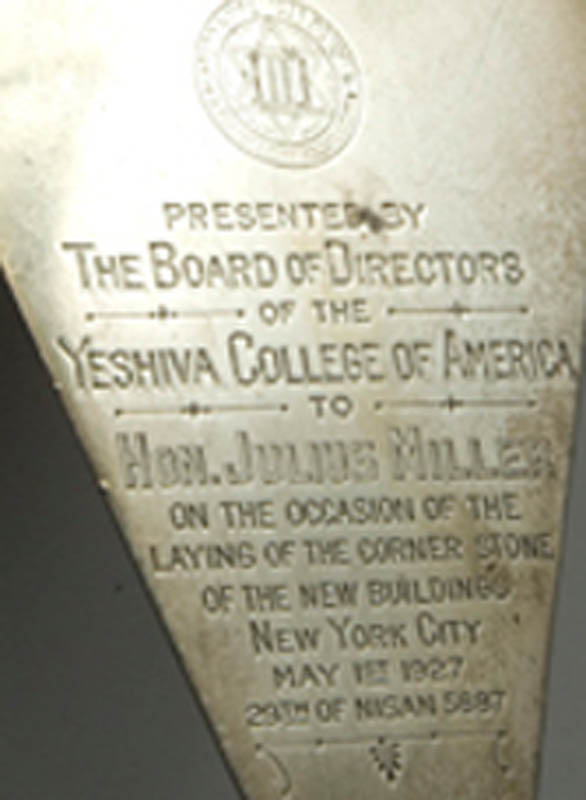 PRESENTED BY
THE BOARD OF DIRECTORS
OF THE
YESHIVA COLLEGE OF AMERICA
TO
HON. JULIUS MILLER
ON THE OCCASION OF THE
LAYING OF THE CORNER STONE
OF THE NEW BUILDINGS
NEW YORK CITY
MAY 1ST 1927
29TH OF NISAN 5687